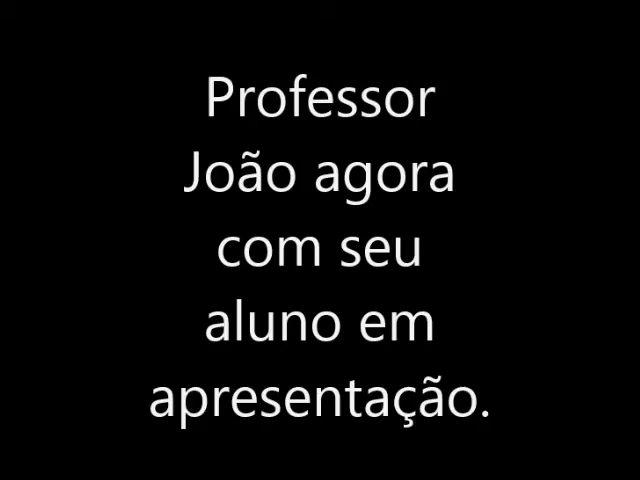 Professor
João agora
com seu
aluno em
apresentação.